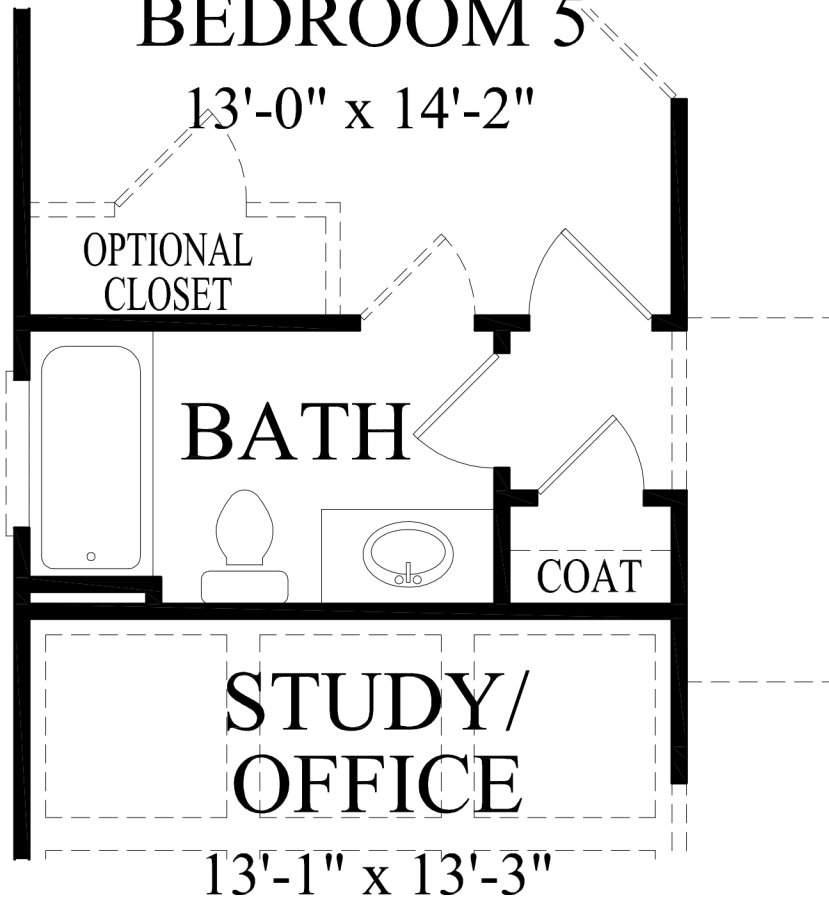 BEDROOM 5
13'-0" x 14'-2"
OPTIONAL
CLOSET
BATH
COAT
STUDY/
OFFICE
13'-1" x 13'-3"